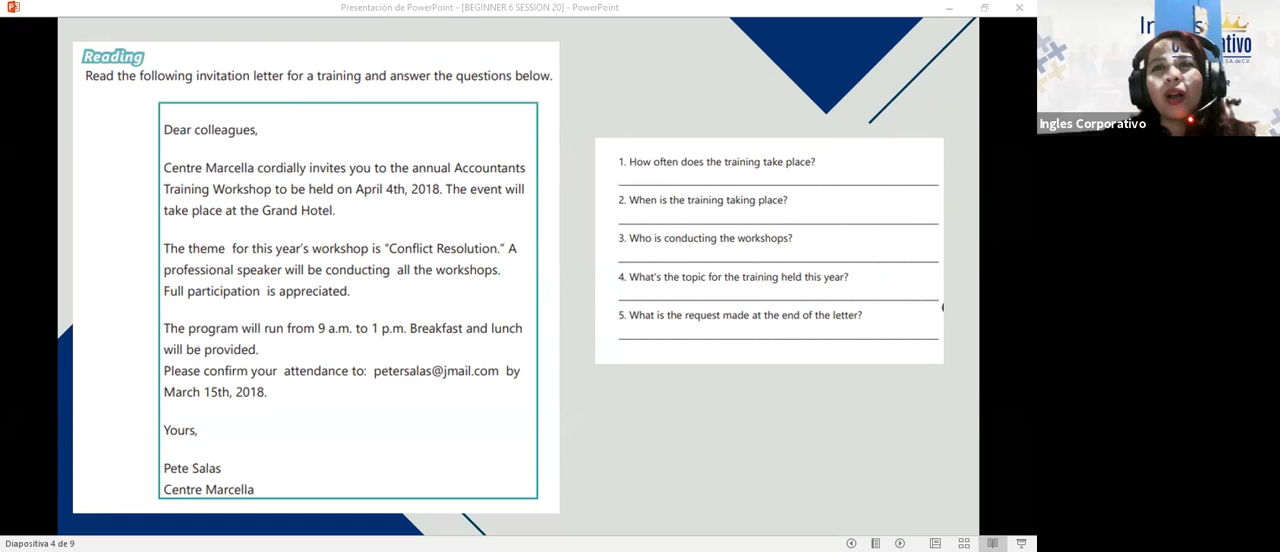 Presentación de PowerPoint - [BEGINNER 6 SESSION 20] - PowerPoint
Reading
Read the following invitation letter for a training and answer the questions below.
Dear colleagues,
Centre Marcella cordially invites you to the annual Accountants
Training Workshop to be held on April 4th, 2018. The event will
take place at the Grand Hotel.
The theme for this year's workshop is "Conflict Resolution." A
professional speaker will be conducting all the workshops.
Full participation is appreciated.
The program will run from 9 a.m. to 1 p.m. Breakfast and lunch
will be provided.
Please confirm your attendance to: petersalas@jmail.com by
March 15th, 2018.
Yours,
Pete Salas
Centre Marcella
1. How often does the training take place?
2. When is the training taking place?
3. Who is conducting the workshops?
4. What's the topic for the training held this year?
5. What is the request made at the end of the letter?
S.A. de C.V.
Ingles Corporativo
Diapositiva 4 de 9